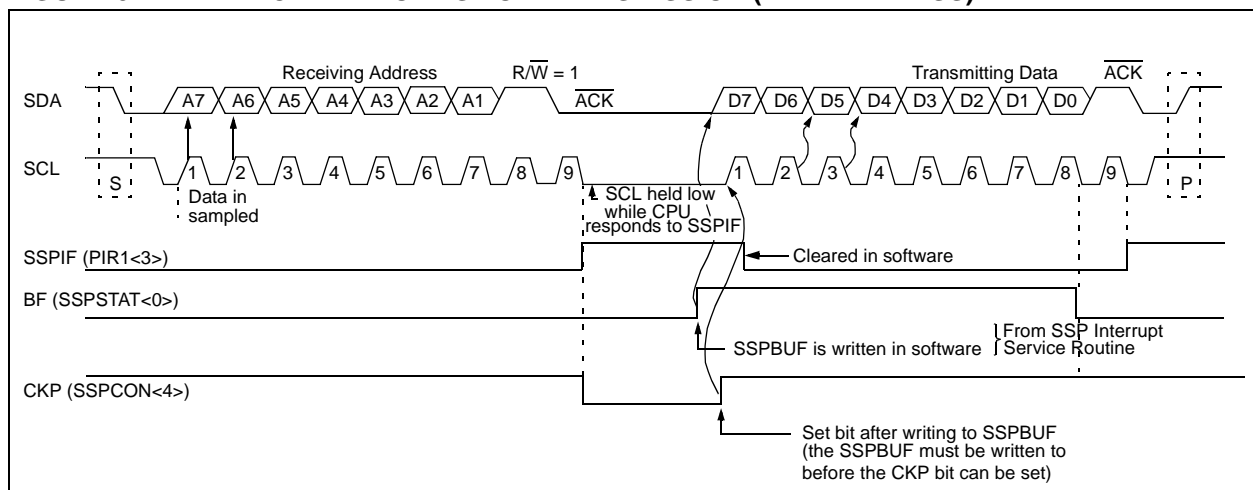 Receiving Address
R/W = 1
Transmitting Data
ACK
SDA
A7 A6 A5 A4 A3 A2 A1
ACK
D7 D6 D5 D4 D3 D2 D1 D0
SCL
S
1 2 3 4 5 6 7 8 9
1 2 3 4 5 6 7 8 9
P
Data in
sampled
SCL held low
while CPU
responds to SSPIF
SSPIF (PIR1<3>)
Cleared in software
BF (SSPSTAT<0>)
SSPBUF is written in software
From SSP Interrupt
Service Routine
CKP (SSPCON<4>)
Set bit after writing to SSPBUF
(the SSPBUF must be written to
before the CKP bit can be set)